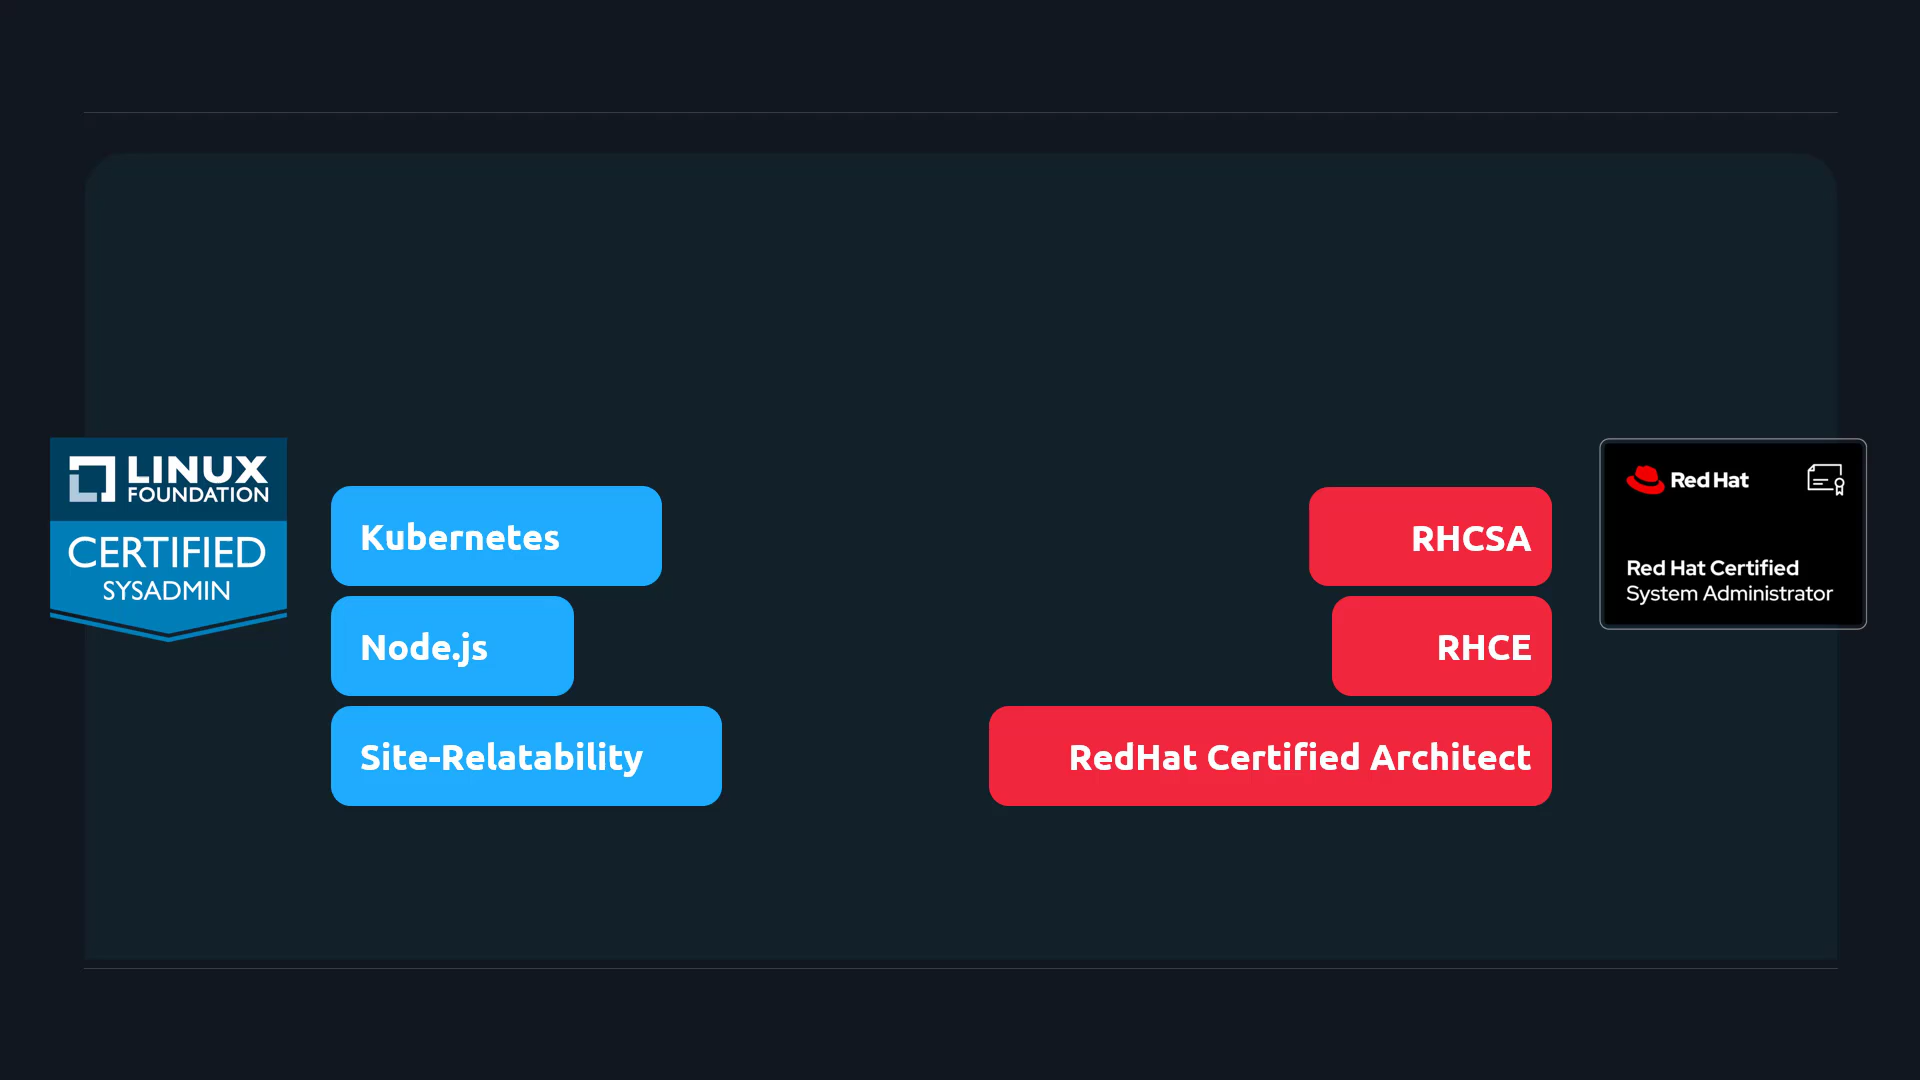 LINUX
FOUNDATION
CERTIFIED
SYSADMIN
Kubernetes
Node.js
Site-Relatability
RHCSA
RHCE
RedHat Certified Architect
Red Hat
Red Hat Certified
System Administrator